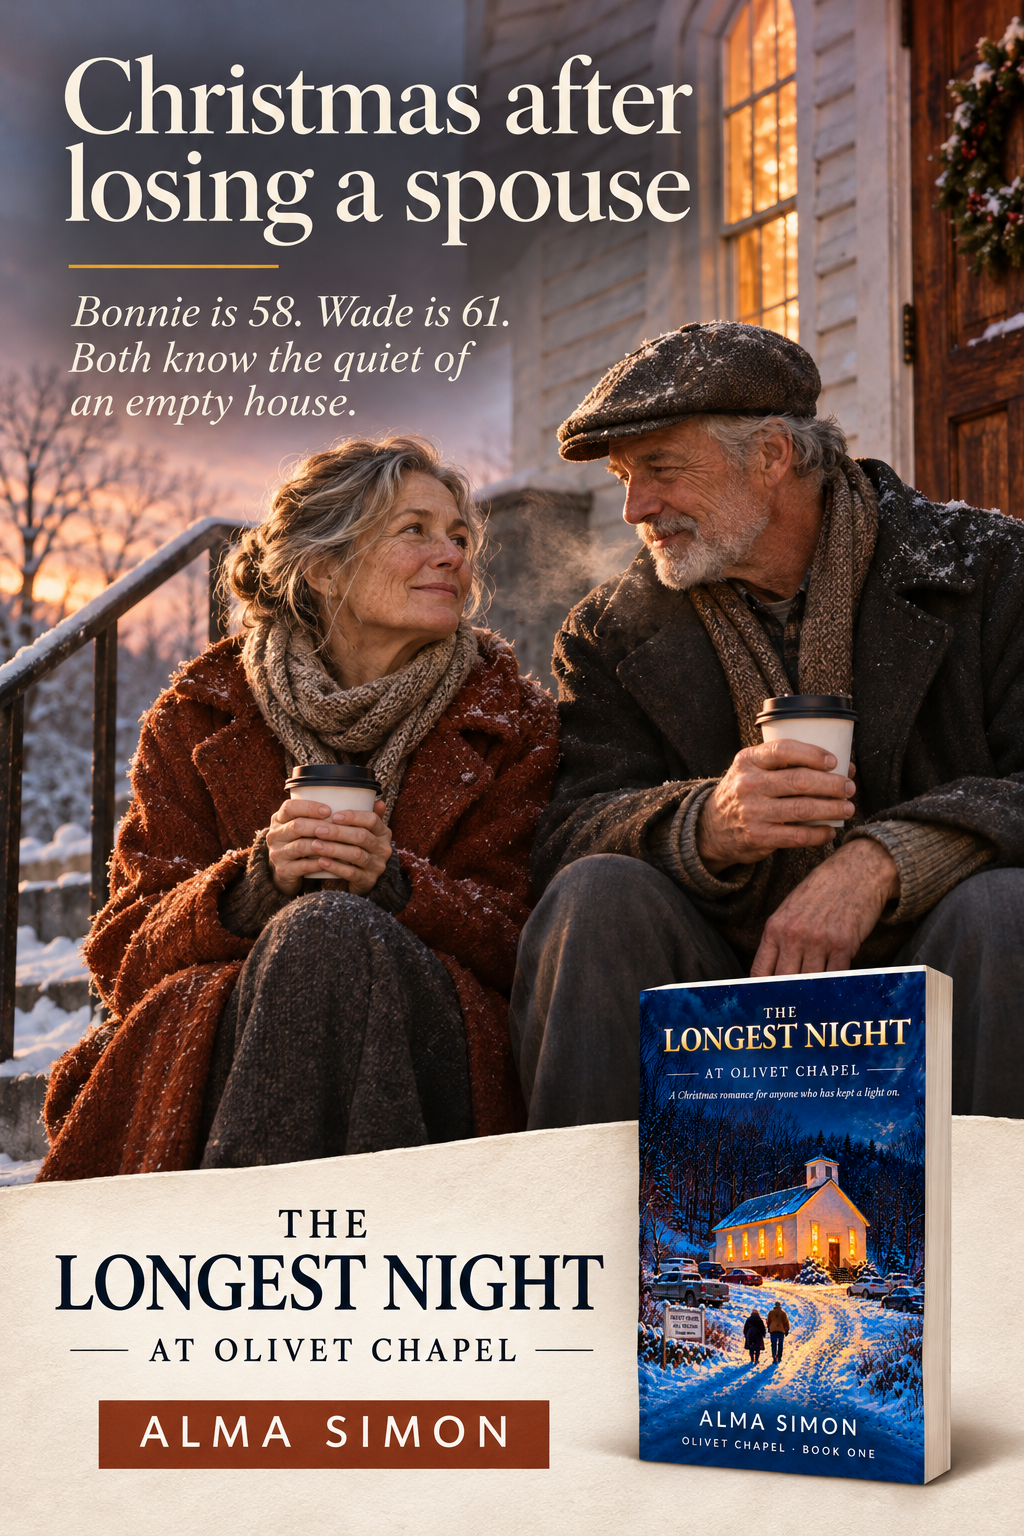 Christmas after
losing a spouse
Bonnie is 58. Wade is 61.
Both know the quiet of
an empty house.
THE
LONGEST NIGHT
AT OLIVET CHAPEL
A Christmas romance for anyone who has kept a light on.
ALMA SIMON
OLIVET CHAPEL · BOOK ONE
THE
LONGEST NIGHT
AT OLIVET CHAPEL
ALMA SIMON